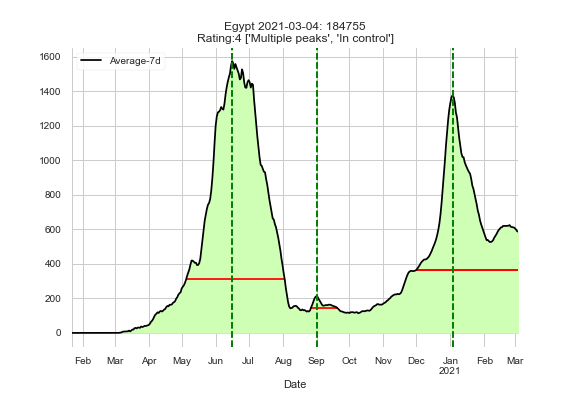 Egypt 2021-03-04: 184755
Rating:4 ['Multiple peaks', 'In control']
Average-7d
1600
1400
1200
1000
800
600
400
200
0
Feb Mar Apr May Jun Jul Aug Sep Oct Nov Dec Jan Feb Mar
2021
Date